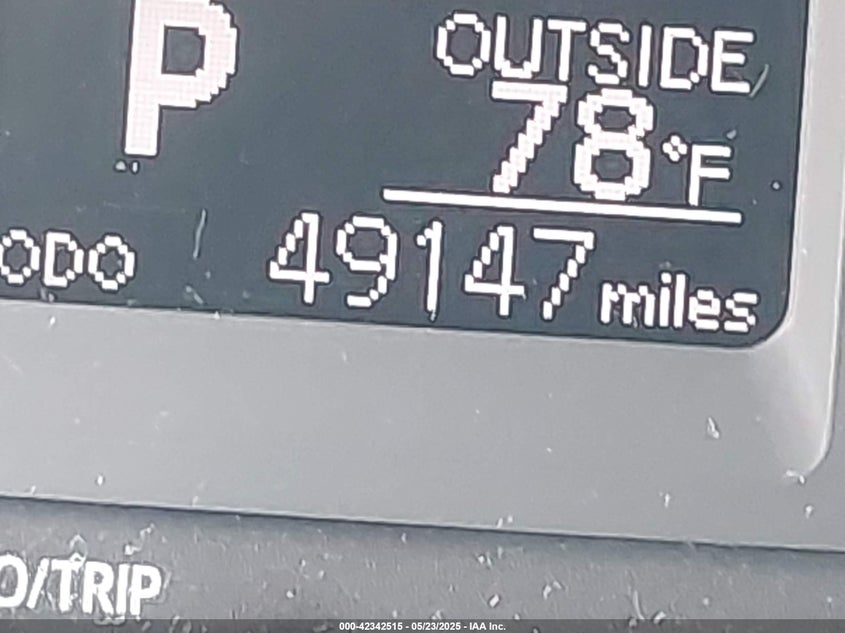 P
OUTSIDE
78°F
ODO 49147 miles
O/TRIP
000-42342515 - 05/23/2025 - IAA Inc.